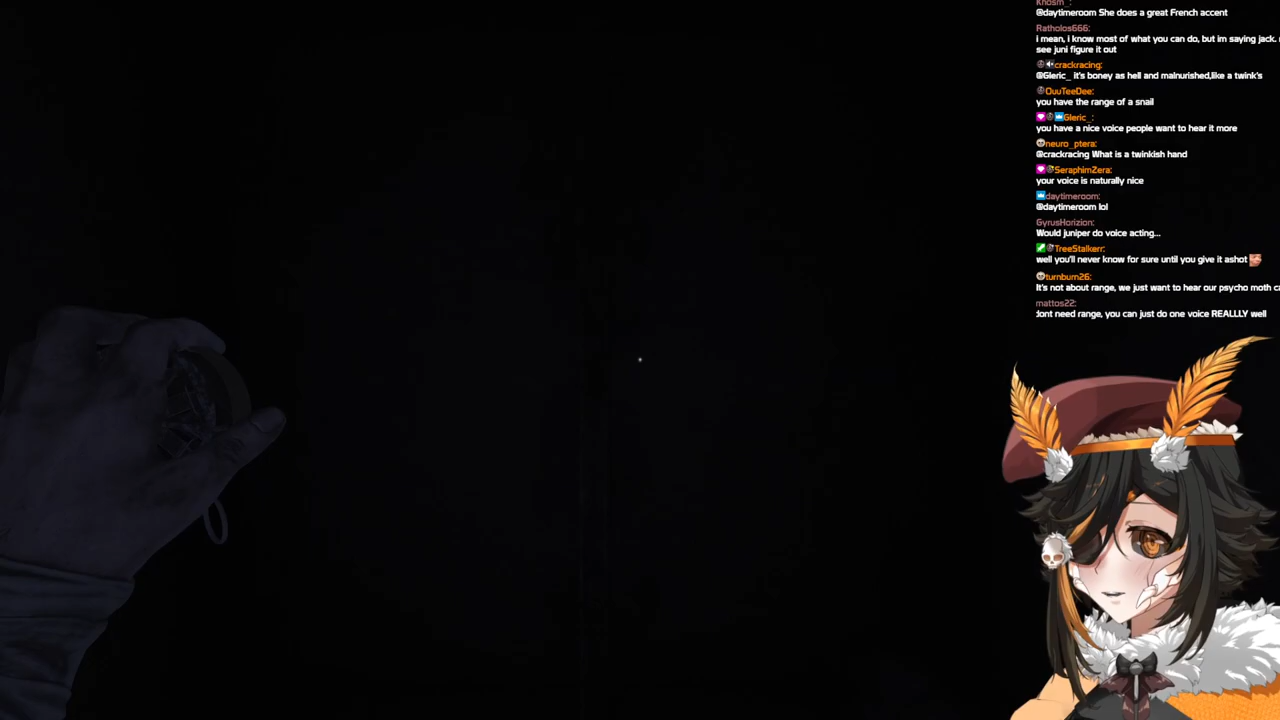 Khosm_:
@daytimeroom She does a great French accent
Ratholos666:
i mean, i know most of what you can do, but im saying jack.
see juni figure it out
crackracing:
@Gleric_ it's boney as hell and malnurished,like a twink's
OuuTeeDee:
you have the range of a snail
Gleric_:
you have a nice voice people want to hear it more
neuro_ptera:
@crackracing What is a twinkish hand
SeraphimZera:
your voice is naturally nice
daytimeroom:
@daytimeroom lol
GyrusHorizion:
Would juniper do voice acting...
TreeStalkerr:
well you'll never know for sure until you give it ashot
turnburn26:
It's not about range, we just want to hear our psycho moth
mattos22:
dont need range, you can just do one voice REALLLY well